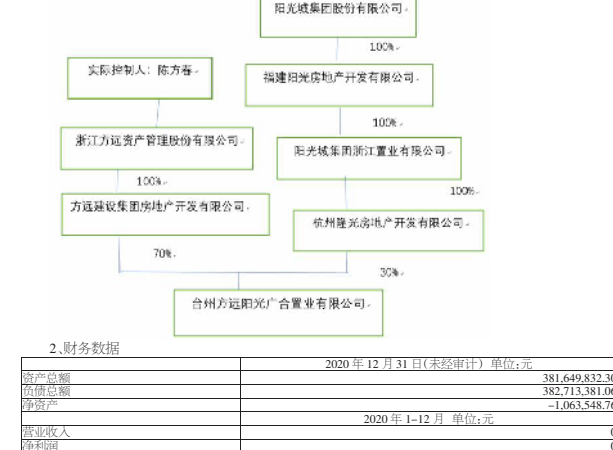 阳光城集团股份有限公司
100%
实际控制人：陈方春
福建阳光房地产开发有限公司
100%
浙江方远资产管理股份有限公司
阳光城集团浙江置业有限公司
100%
100%
方远建设集团房地产开发有限公司
杭州隆光房地产开发有限公司
70%
30%
台州方远阳光广合置业有限公司
2、财务数据
2020 年 12 月 31 日（未经审计） 单位：元
资产总额 381,649,832.30
负债总额 382,713,381.06
净资产 -1,063,548.76
2020 年 1-12 月 单位：元
营业收入 0
净利润 0